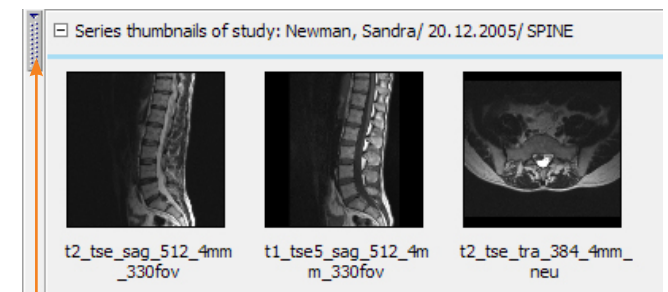 Series thumbnails of study: Newman, Sandra/ 20.12.2005/ SPINE
t2_tse_sag_512_4mm
_330fov
t1_tse5_sag_512_4m
m_330fov
t2_tse_tra_384_4mm_
neu